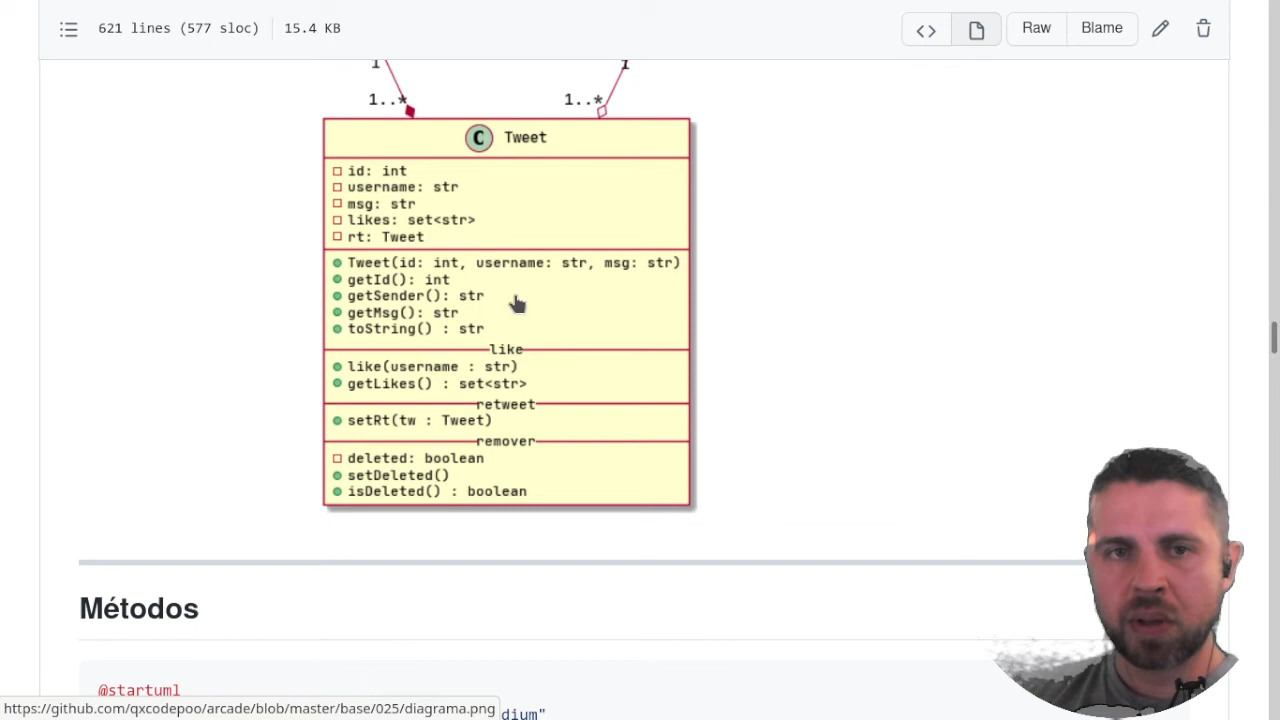 621 lines (577 sloc) 15.4 KB Raw Blame
1 1
1..* 1..*
C Tweet
id: int
username: str
msg: str
likes: set<str>
rt: Tweet
Tweet(id: int, username: str, msg: str)
getId(): int
getSender(): str
getMsg(): str
toString() : str
like
like(username : str)
getLikes() : set<str>
retweet
setRt(tw : Tweet)
remover
deleted: boolean
setDeleted()
isDeleted() : boolean
Métodos
@startuml
https://github.com/qxcodepoo/arcade/blob/master/base/025/diagrama.png
dium"